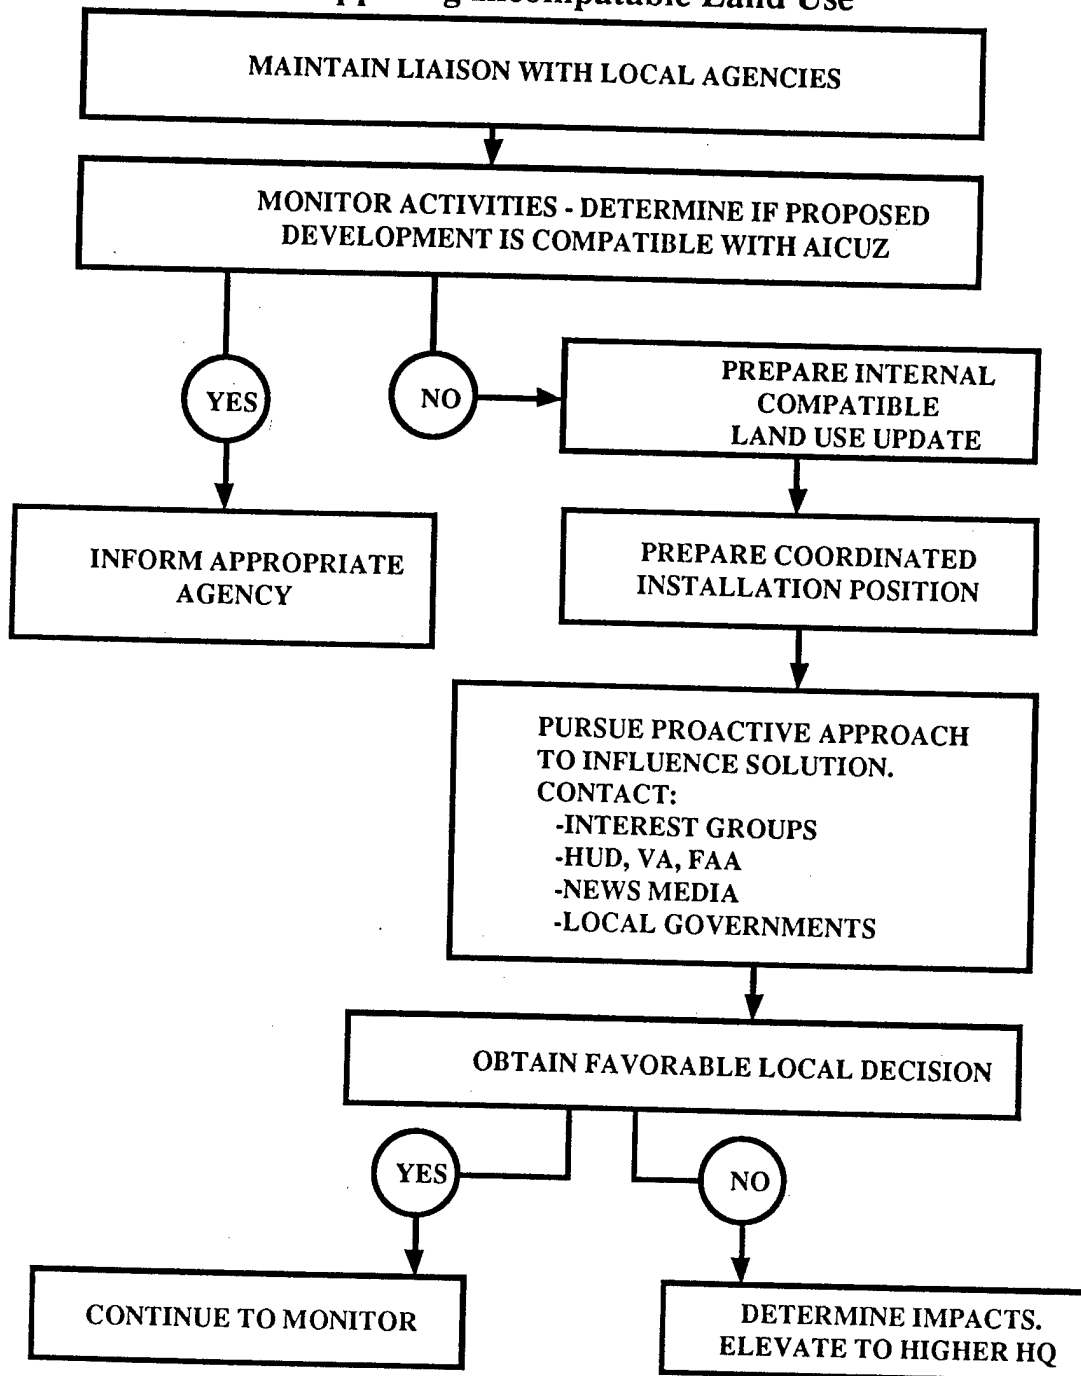 Incompatable Land Use
MAINTAIN LIAISON WITH LOCAL AGENCIES
MONITOR ACTIVITIES - DETERMINE IF PROPOSED
DEVELOPMENT IS COMPATIBLE WITH AICUZ
YES
NO
PREPARE INTERNAL
COMPATIBLE
LAND USE UPDATE
INFORM APPROPRIATE
AGENCY
PREPARE COORDINATED
INSTALLATION POSITION
PURSUE PROACTIVE APPROACH
TO INFLUENCE SOLUTION.
CONTACT:
-INTEREST GROUPS
-HUD, VA, FAA
-NEWS MEDIA
-LOCAL GOVERNMENTS
OBTAIN FAVORABLE LOCAL DECISION
YES
NO
CONTINUE TO MONITOR
DETERMINE IMPACTS.
ELEVATE TO HIGHER HQ